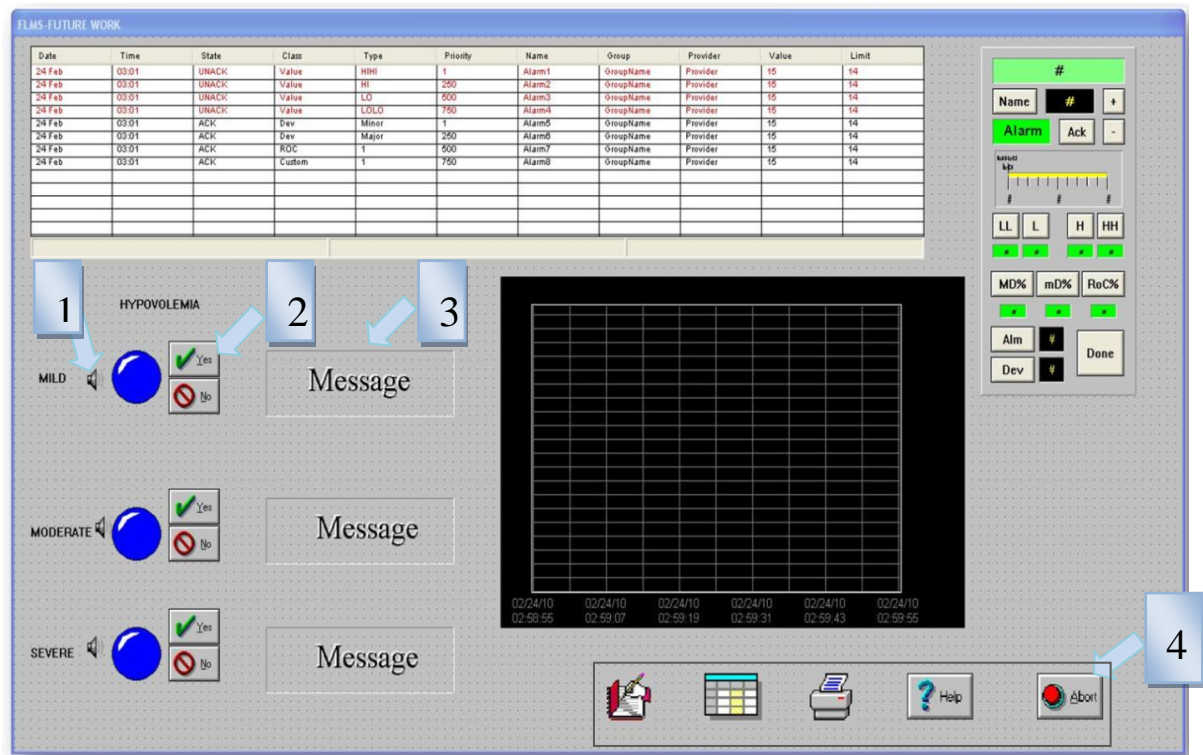 FLMS-FUTURE WORK
Date Time State Class Type Priority Name Group Provider Value Limit
24 Feb 03:01 UNACK Value HIHI 1 Alarm1 GroupName Provider 15 14
24 Feb 03:01 UNACK Value HI 250 Alarm2 GroupName Provider 15 14
24 Feb 03:01 UNACK Value LO 500 Alarm3 GroupName Provider 15 14
24 Feb 03:01 UNACK Value LOLO 750 Alarm4 GroupName Provider 15 14
24 Feb 03:01 ACK Dev Minor 1 Alarm5 GroupName Provider 15 14
24 Feb 03:01 ACK Dev Major 250 Alarm6 GroupName Provider 15 14
24 Feb 03:01 ACK ROC 1 500 Alarm7 GroupName Provider 15 14
24 Feb 03:01 ACK Custom 1 750 Alarm8 GroupName Provider 15 14
#
Name # +
Alarm Ack -
# # #
LL L H HH
# # # #
MD% mD% RoC%
# # #
Alm #
Done
Dev #
1 2 3
HYPOVOLEMIA
MILD
Yes
No
Message
MODERATE
Yes
No
Message
SEVERE
Yes
No
Message
02/24/10 02/24/10 02/24/10 02/24/10 02/24/10 02/24/10
02:58:55 02:59:07 02:59:19 02:59:31 02:59:43 02:59:55
4
? Help
Abort